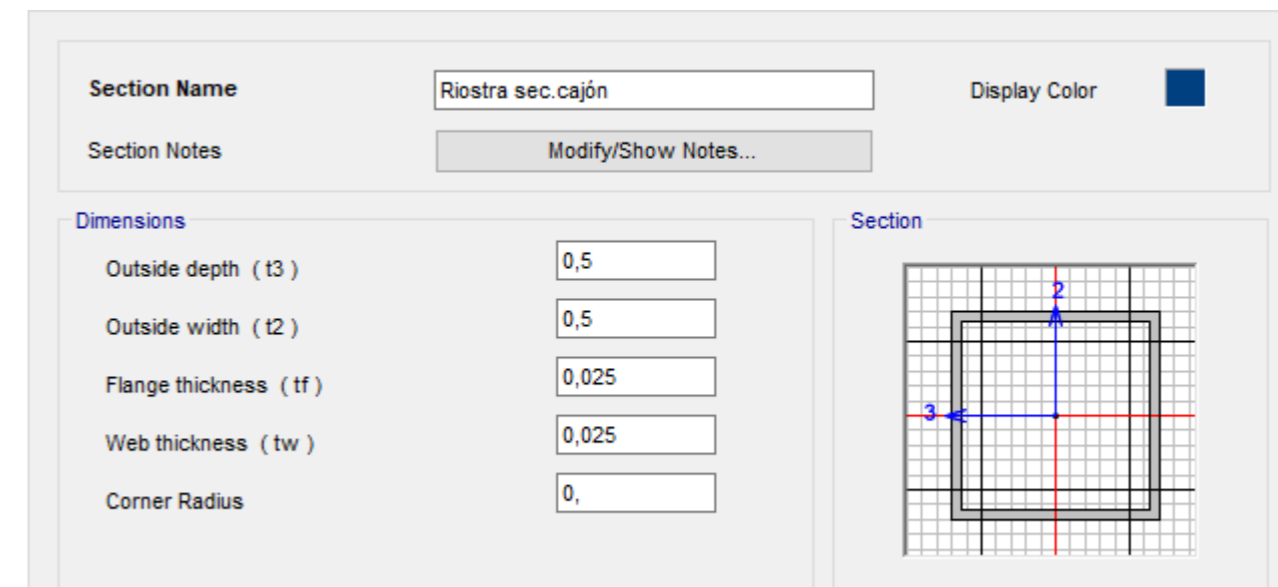 Section Name Riostra sec.cajón Display Color
Section Notes Modify/Show Notes...
Dimensions
Outside depth ( t3 ) 0,5
Outside width ( t2 ) 0,5
Flange thickness ( tf ) 0,025
Web thickness ( tw ) 0,025
Corner Radius 0,
Section
2
3